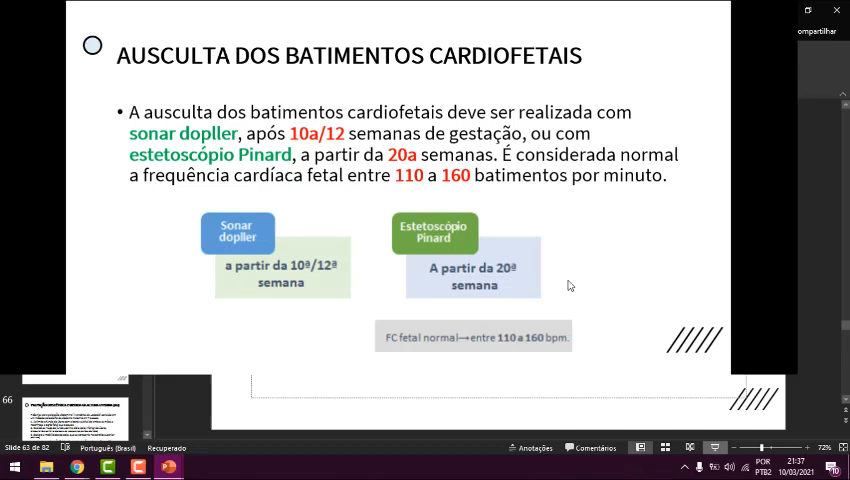 ompartilhar
AUSCULTA DOS BATIMENTOS CARDIOFETAIS
• A ausculta dos batimentos cardiofetais deve ser realizada com
sonar dopller, após 10a/12 semanas de gestação, ou com
estetoscópio Pinard, a partir da 20a semanas. É considerada normal
a frequência cardíaca fetal entre 110 a 160 batimentos por minuto.
Sonar
dopller
a partir da 10ª/12ª
semana
Estetoscópio
Pinard
A partir da 20ª
semana
FC fetal normal→entre 110 a 160 bpm.
66
Slide 63 de 82
Português (Brasil)
Recuperado
Anotações
Comentários
72%
POR
PTB2
21:37
10/03/2021
10